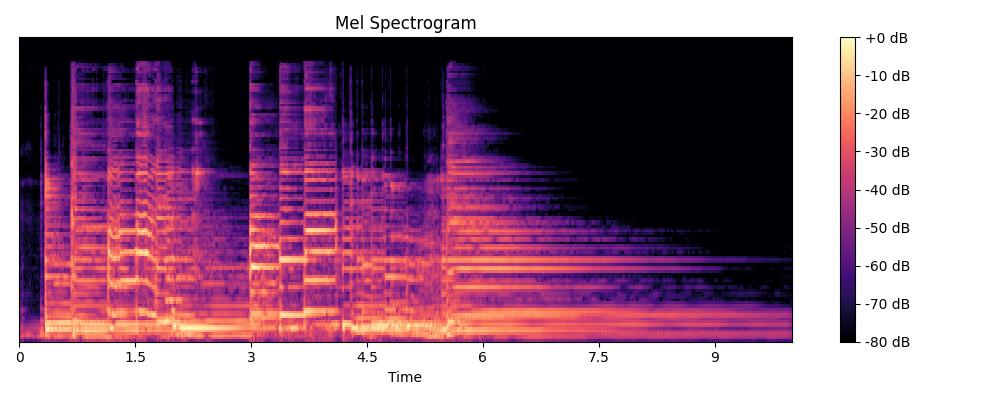 Mel Spectrogram
+0 dB
-10 dB
-20 dB
-30 dB
-40 dB
-50 dB
-60 dB
-70 dB
-80 dB
0 1.5 3 4.5 6 7.5 9
Time